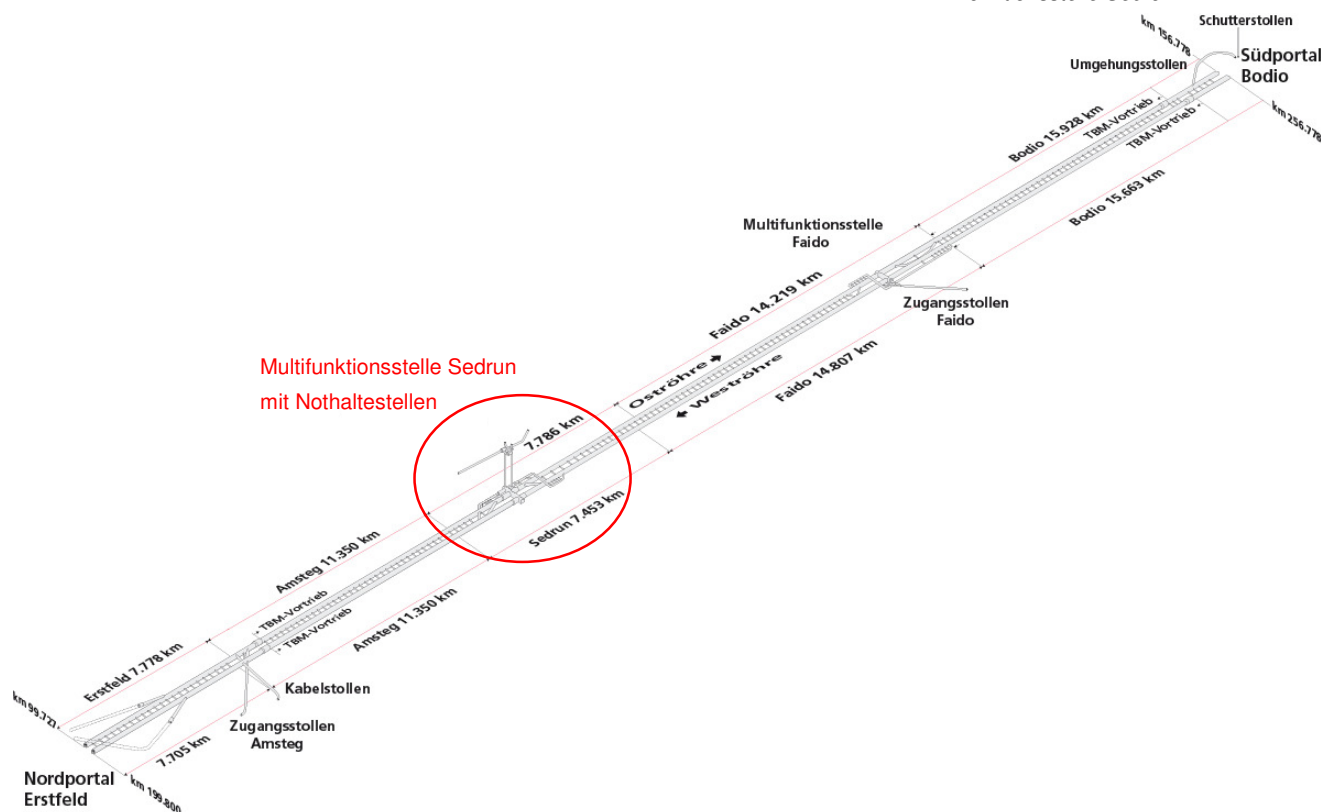 Schutterstollen
km 156.778
Südportal
Bodio
Umgehungsstollen
km 256.778
TBM-Vortrieb
TBM-Vortrieb
Bodio 15.928 km
Bodio 15.663 km
Multifunktionsstelle
Faido
Zugangsstollen
Faido
Faido 14.219 km
Oströhre
Weströhre
Faido 14.807 km
Multifunktionsstelle Sedrun
mit Nothaltestellen
7.786 km
Sedrun 7.453 km
Amsteg 11.350 km
TBM-Vortrieb
TBM-Vortrieb
Amsteg 11.350 km
Erstfeld 7.778 km
Kabelstollen
km 99.727
Zugangsstollen
Amsteg
7.705 km
Nordportal
Erstfeld
km 199.800